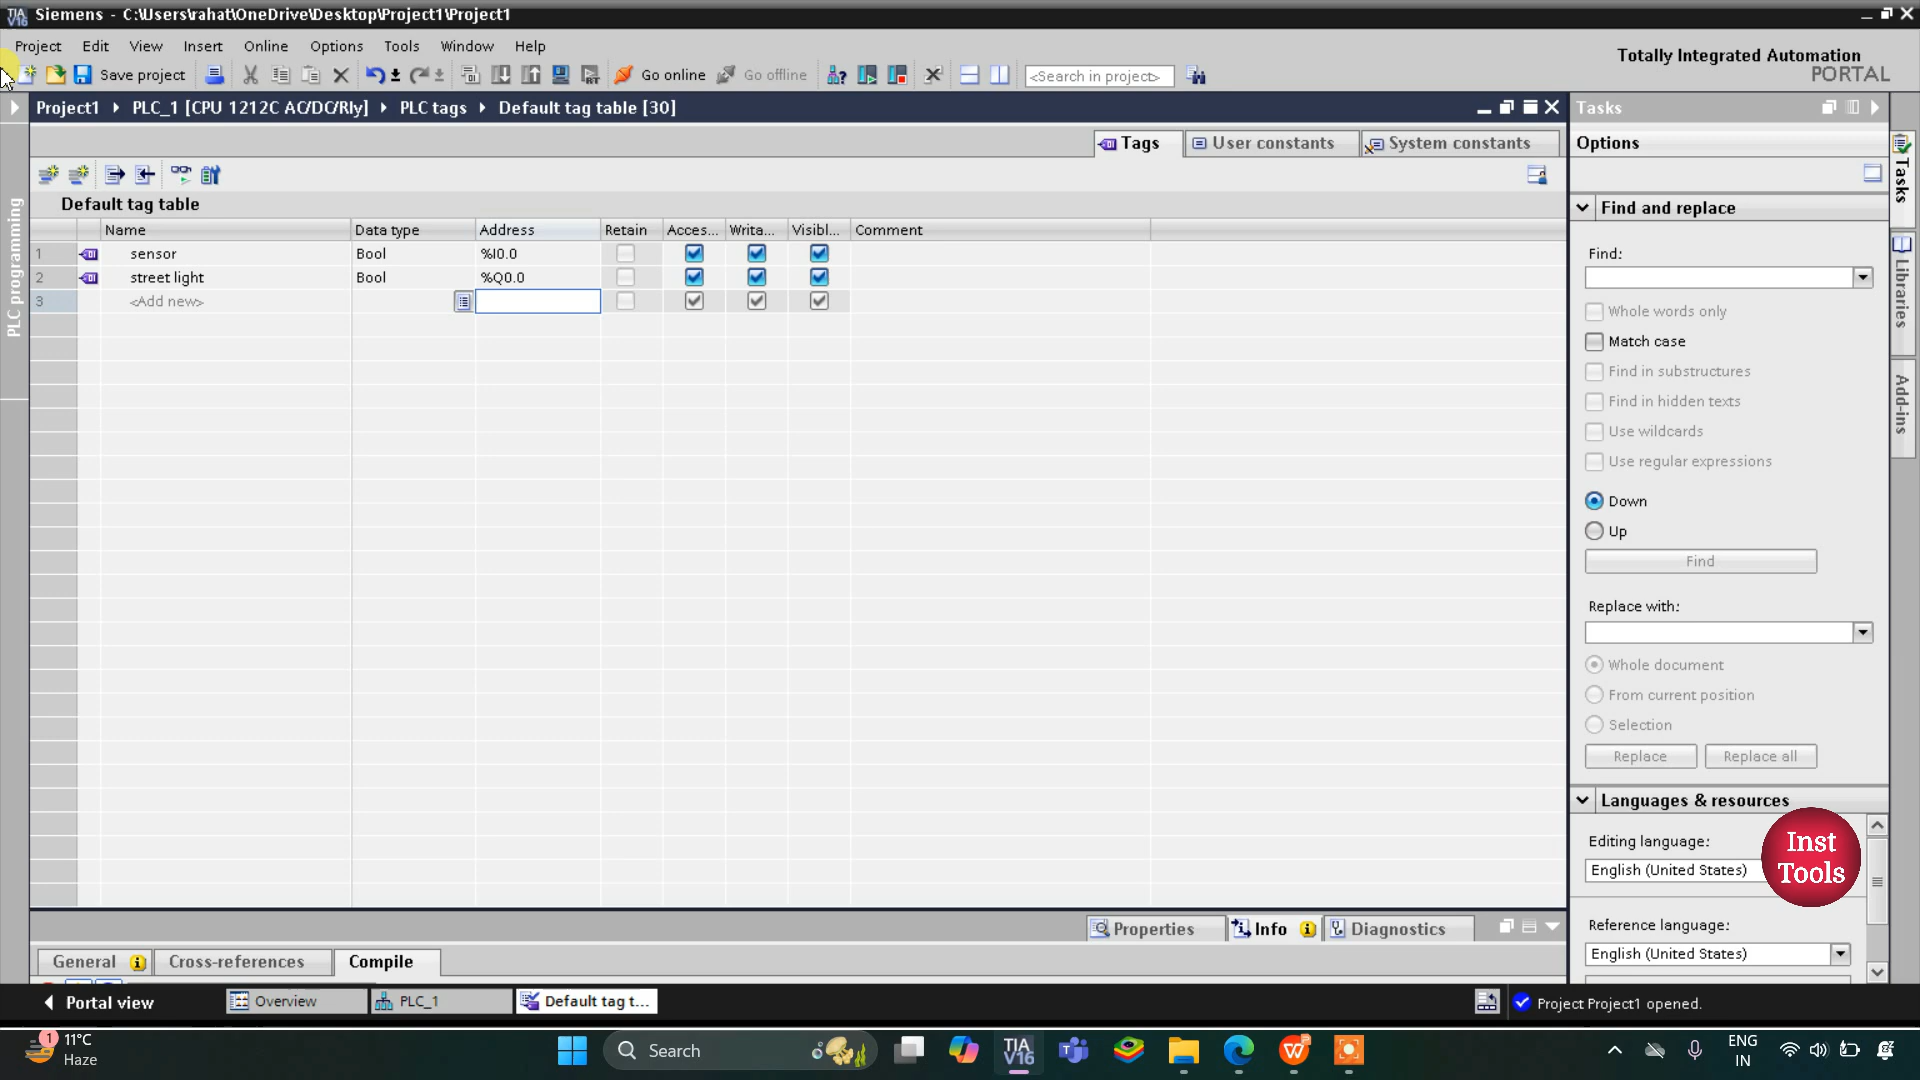 TIA V16 Siemens - C:\Users\rahat\OneDrive\Desktop\Project1\Project1
Project Edit View Insert Online Options Tools Window Help
Totally Integrated Automation
PORTAL
Save project Go online Go offline <Search in project>
Project1 PLC_1 [CPU 1212C AC/DC/Rly] PLC tags Default tag table [30]
Tasks
Tags User constants System constants
Options
Default tag table
Find and replace
Name Data type Address Retain Acces... Writa... Visibl... Comment
1 sensor Bool %I0.0
2 street light Bool %Q0.0
3 <Add new>
PLC programming
Find:
Whole words only
Match case
Find in substructures
Find in hidden texts
Use wildcards
Use regular expressions
Down
Up
Find
Replace with:
Whole document
From current position
Selection
Replace Replace all
Languages & resources
Editing language:
English (United States)
Reference language:
English (United States)
Inst
Tools
Tasks
Libraries
Add-ins
Properties Info Diagnostics
General Cross-references Compile
Portal view Overview PLC_1 Default tag t... Project Project1 opened.
1 11°C
Haze
Search
TIA
V16
ENG
IN